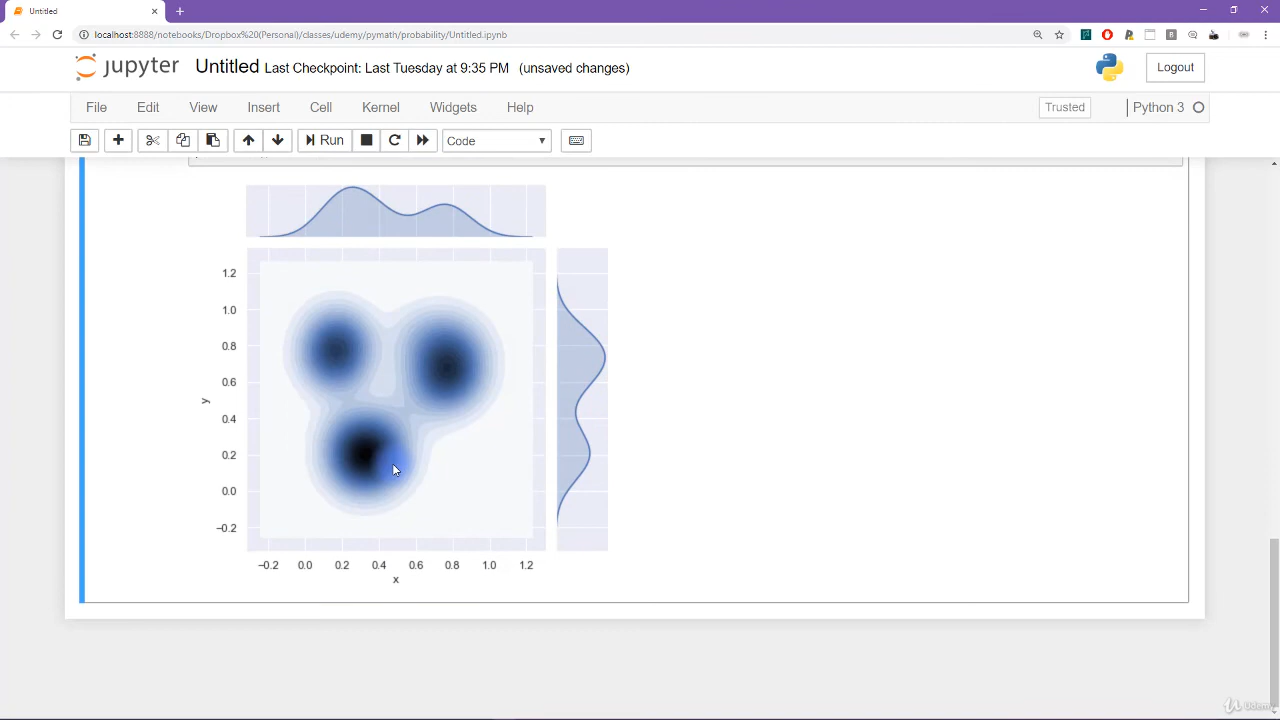 Untitled
localhost:8888/notebooks/Dropbox%20(Personal)/classes/udemy/pymath/probability/Untitled.ipynb
jupyter Untitled Last Checkpoint: Last Tuesday at 9:35 PM (unsaved changes) Logout
File Edit View Insert Cell Kernel Widgets Help Trusted Python 3
Run Code
1.2
1.0
0.8
0.6
y
0.4
0.2
0.0
−0.2
−0.2 0.0 0.2 0.4 0.6 0.8 1.0 1.2
x
Udemy